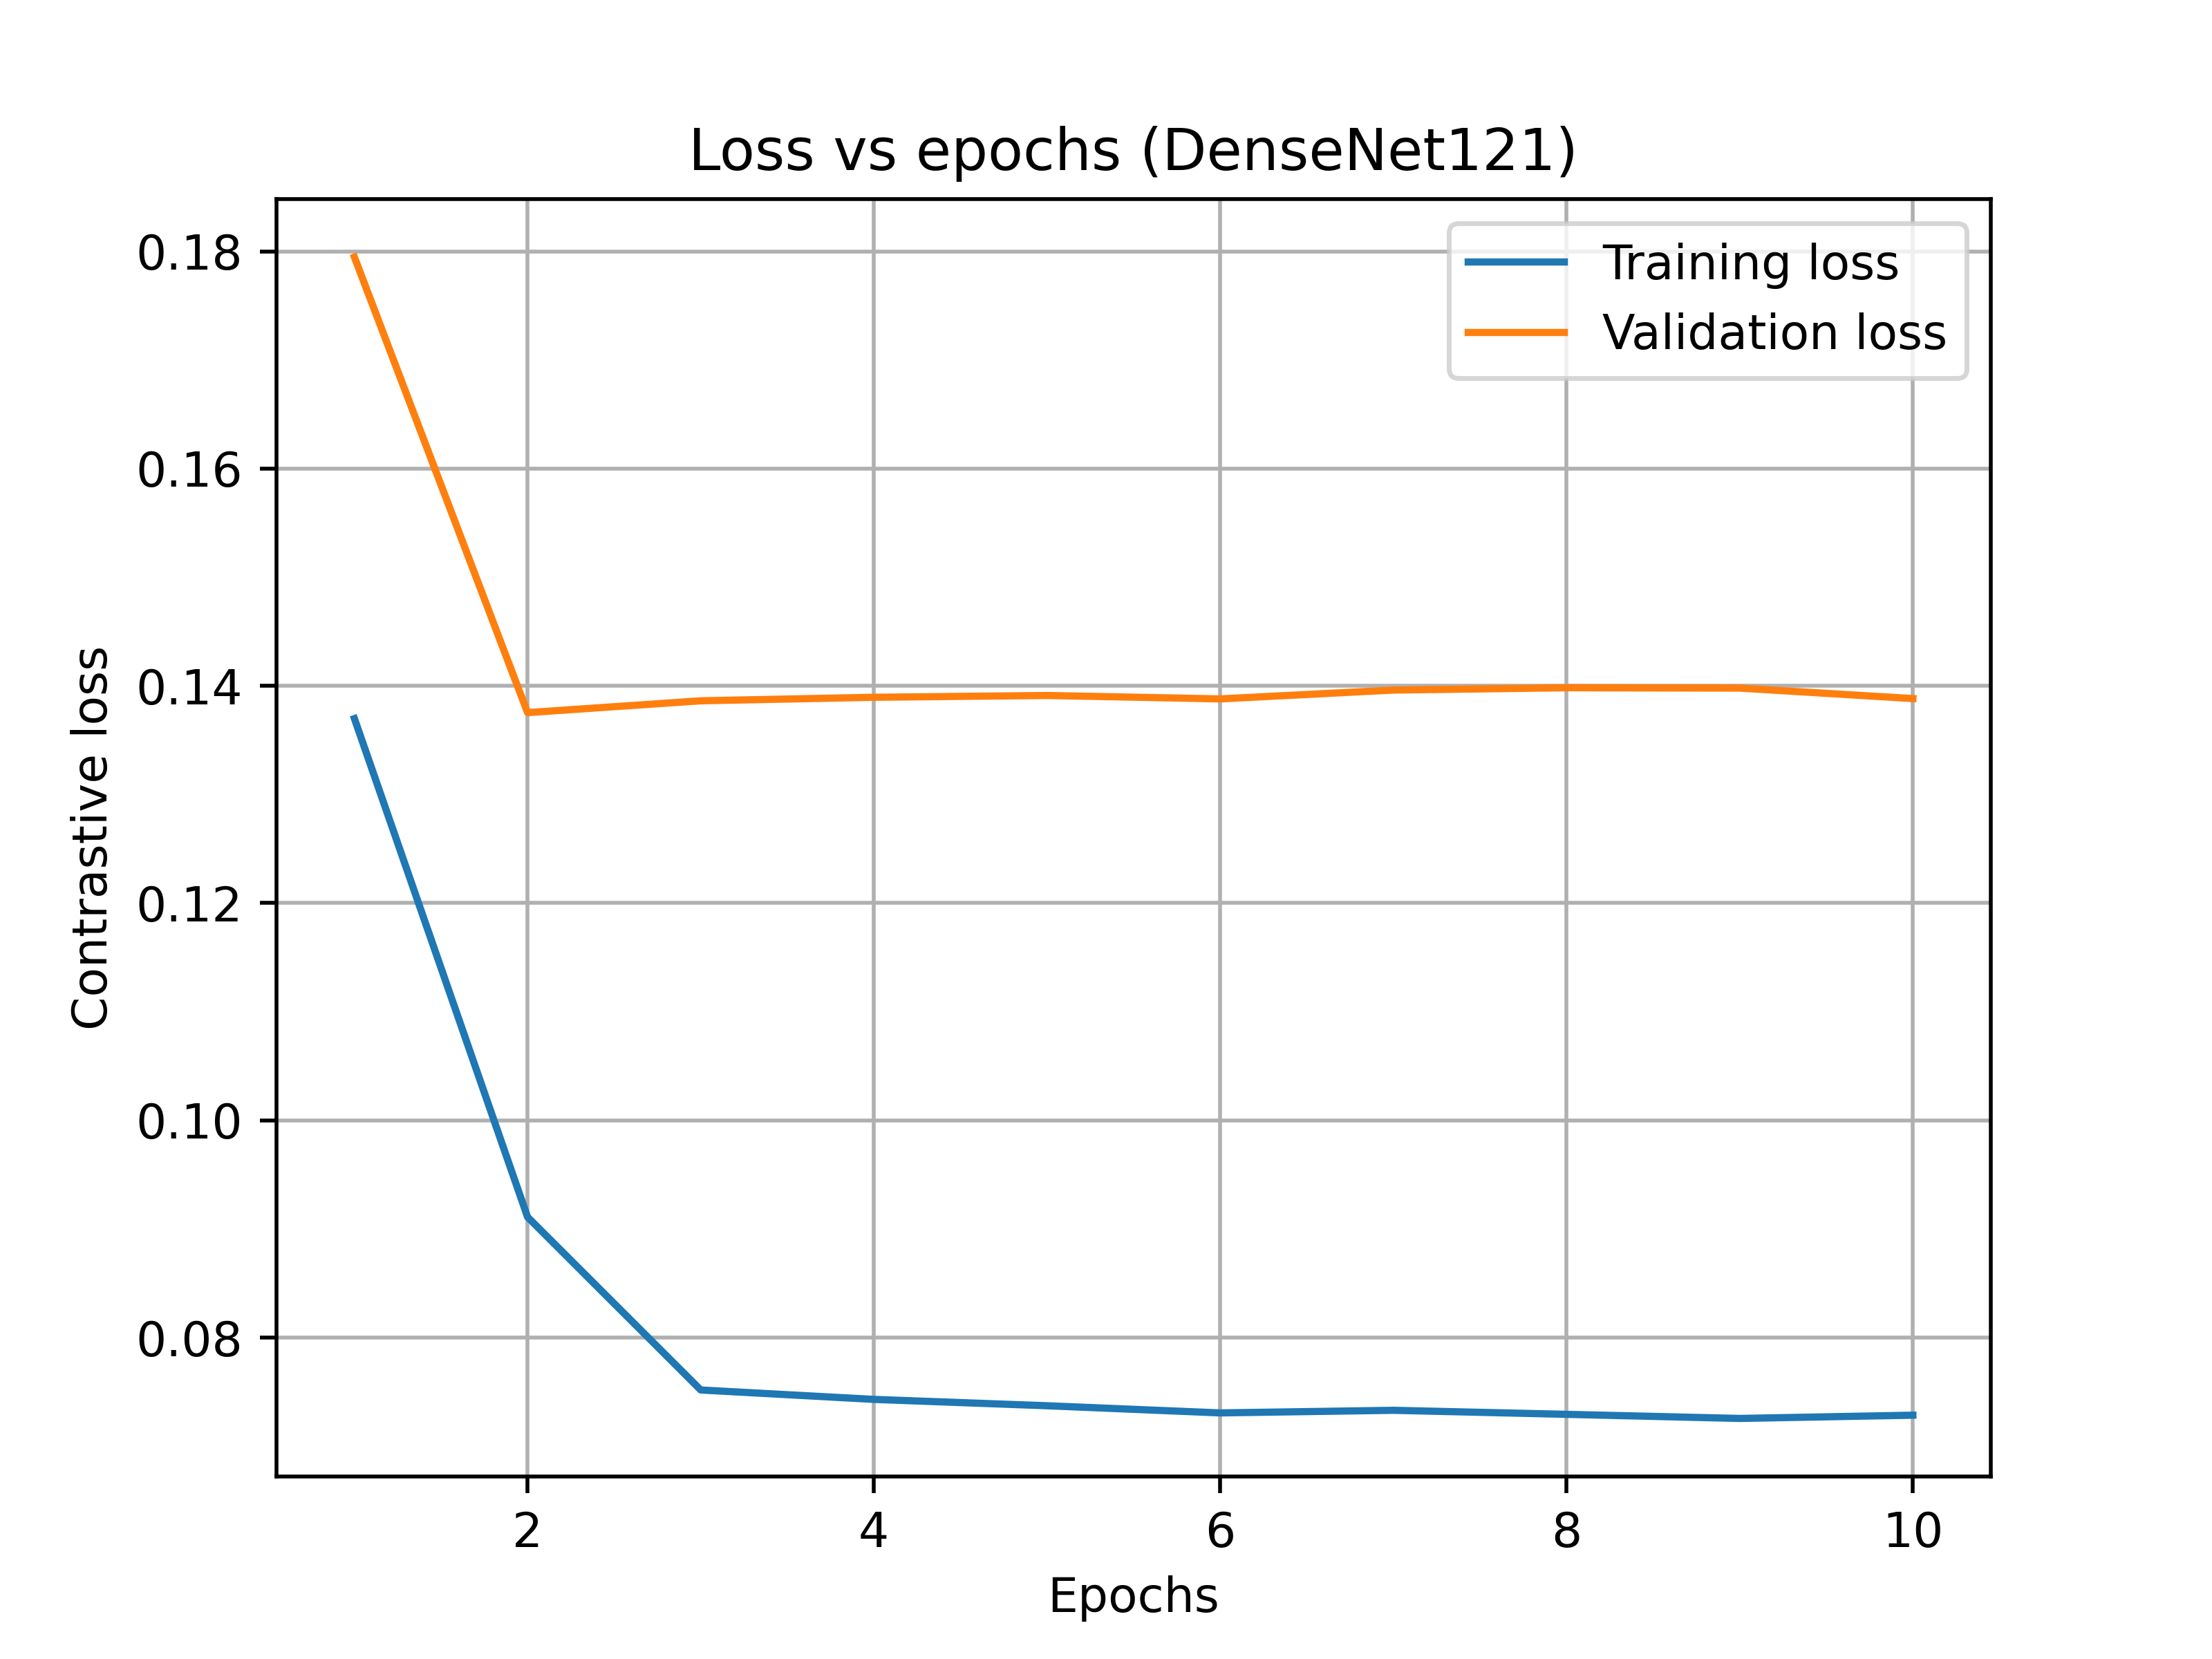 Loss vs epochs (DenseNet121)
Training loss
Validation loss
0.18
0.16
0.14
0.12
0.10
0.08
Contrastive loss
2 4 6 8 10
Epochs